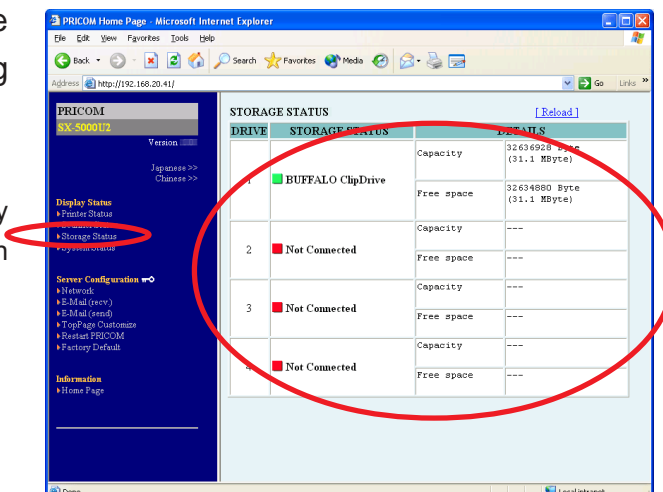 e
g
y
n
PRICOM Home Page - Microsoft Internet Explorer
File Edit View Favorites Tools Help
Back Search Favorites Media
Address http://192.168.20.41/ Go Links »
PRICOM
SX-5000U2
Version
Japanese >>
Chinese >>
Display Status
Printer Status
Storage Status
System Status
Server Configuration
Network
E-Mail (recv.)
E-Mail (send)
TopPage Customize
Restart PRICOM
Factory Default
Information
Home Page
STORAGE STATUS [ Reload ]
DRIVE STORAGE STATUS DETAILS
BUFFALO ClipDrive
Capacity 32636928 Byte
(31.1 MByte)
Free space 32634880 Byte
(31.1 MByte)
2 Not Connected
Capacity ---
Free space ---
3 Not Connected
Capacity ---
Free space ---
4 Not Connected
Capacity ---
Free space ---
Done Local intranet